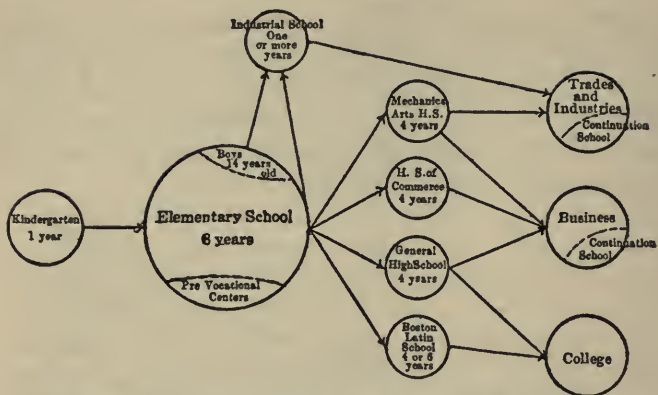 Industrial School
One
or more
years
Trades
and
Industries
Continuation
School
Mechanics
Arts H.S.
4 years
Boys
14 years
old
H. S. of
Commerce
4 years
Kindergarten
1 year
Elementary School
6 years
Business
Continuation
School
General
High School
4 years
Pre Vocational
Centers
Boston
Latin
School
4 or 6
years
College